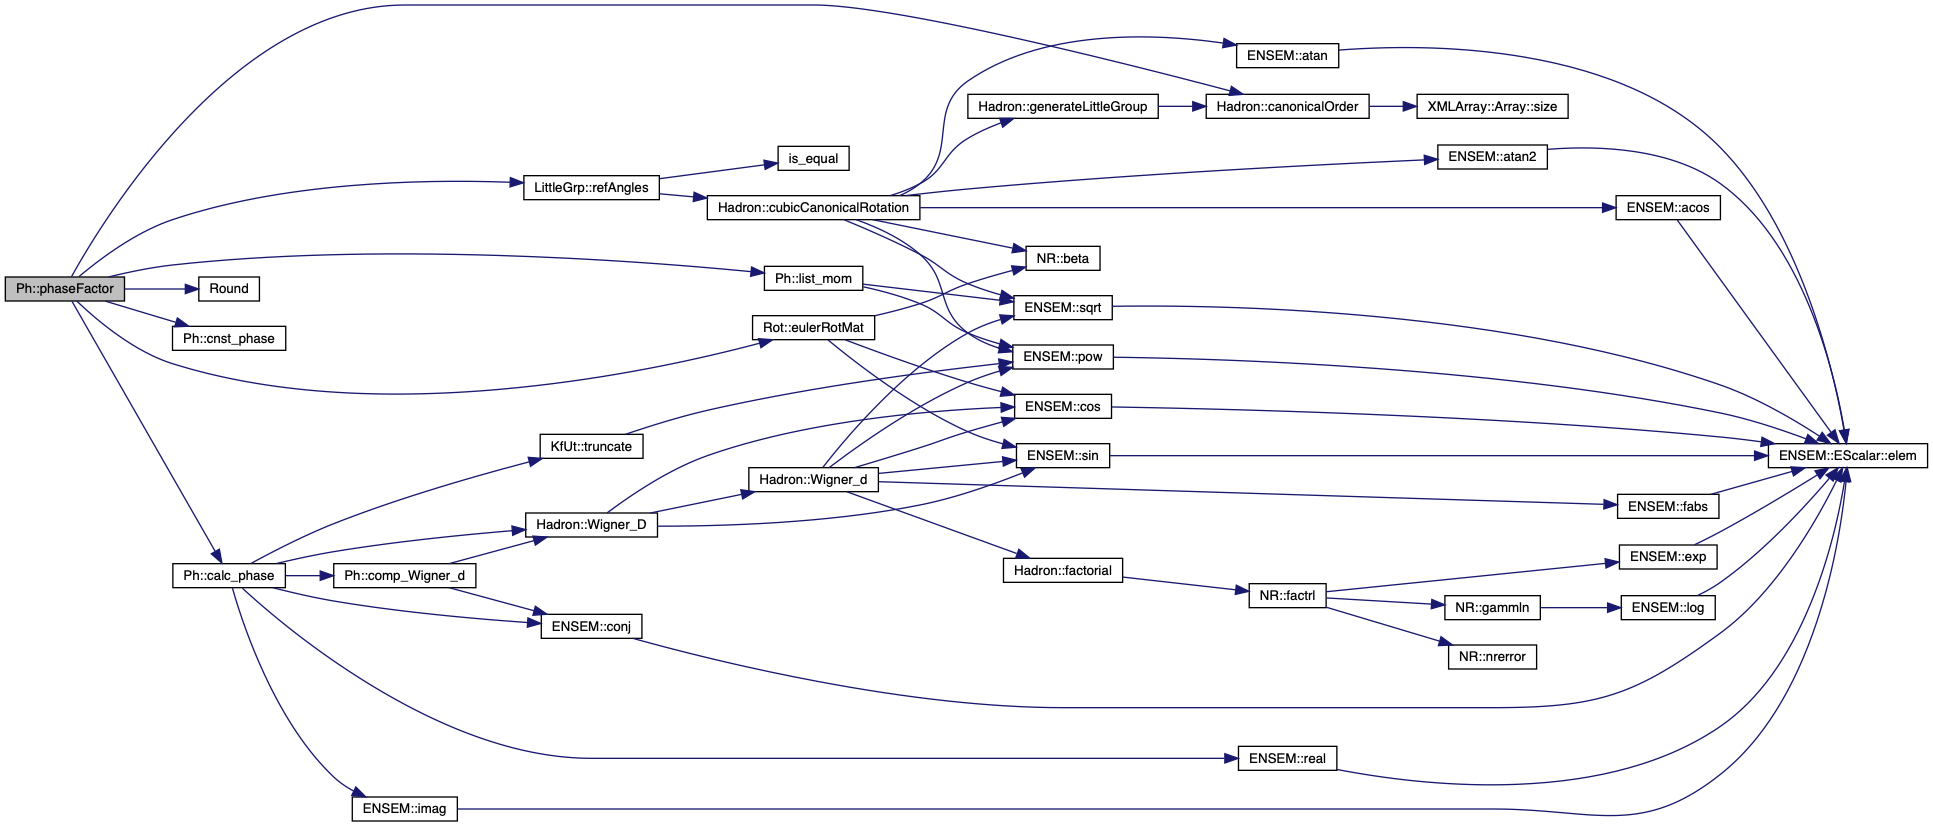 ENSEM::atan
Hadron::generateLittleGroup
Hadron::canonicalOrder
XMLArray::Array::size
is_equal
ENSEM::atan2
LittleGrp::refAngles
Hadron::cubicCanonicalRotation
ENSEM::acos
NR::beta
Ph::list_mom
Ph::phaseFactor
Round
ENSEM::sqrt
Rot::eulerRotMat
Ph::cnst_phase
ENSEM::pow
ENSEM::cos
KfUt::truncate
ENSEM::sin
ENSEM::EScalar::elem
Hadron::Wigner_d
ENSEM::fabs
Hadron::Wigner_D
ENSEM::exp
Hadron::factorial
Ph::calc_phase
Ph::comp_Wigner_d
NR::factrl
NR::gammln
ENSEM::log
ENSEM::conj
NR::nrerror
ENSEM::real
ENSEM::imag